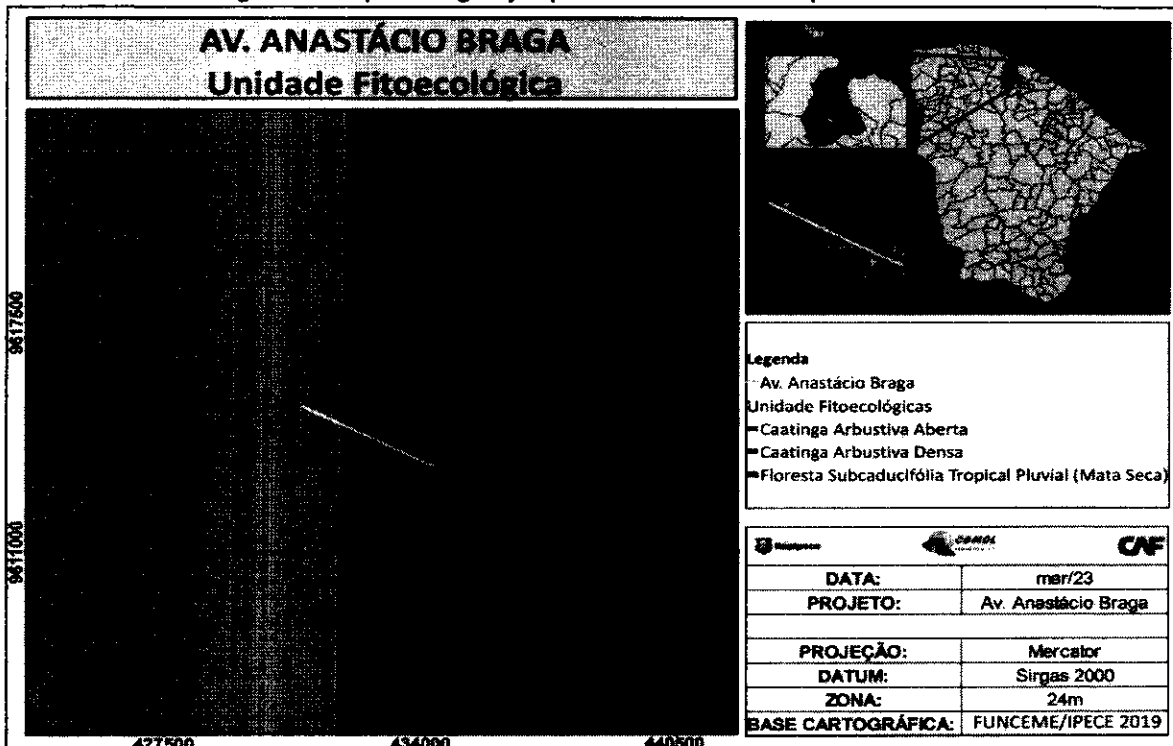 AV. ANASTÁCIO BRAGA
Unidade Fitoecológica
9617500
9611000
427500
434000
440500
Legenda
Av. Anastácio Braga
Unidade Fitoecológicas
Caatinga Arbustiva Aberta
Caatinga Arbustiva Densa
Floresta Subcaducifólia Tropical Pluvial (Mata Seca)
CAF
DATA: mar/23
PROJETO: Av. Anastácio Braga
PROJEÇÃO: Mercator
DATUM: Sirgas 2000
ZONA: 24m
BASE CARTOGRÁFICA: FUNCEME/IPECE 2019